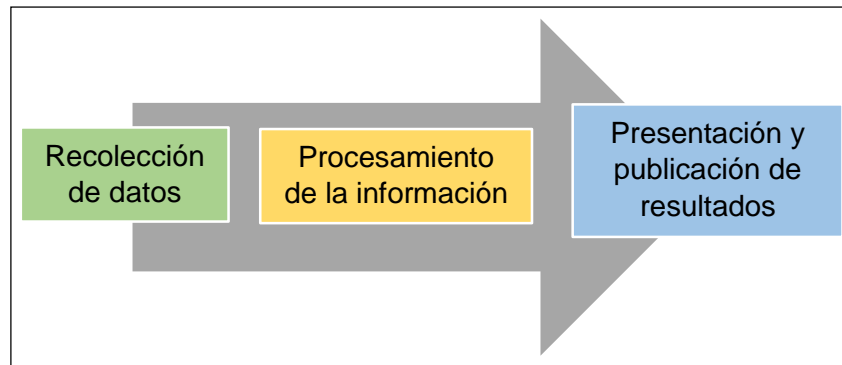 Recolección
de datos
Procesamiento
de la información
Presentación y
publicación de
resultados